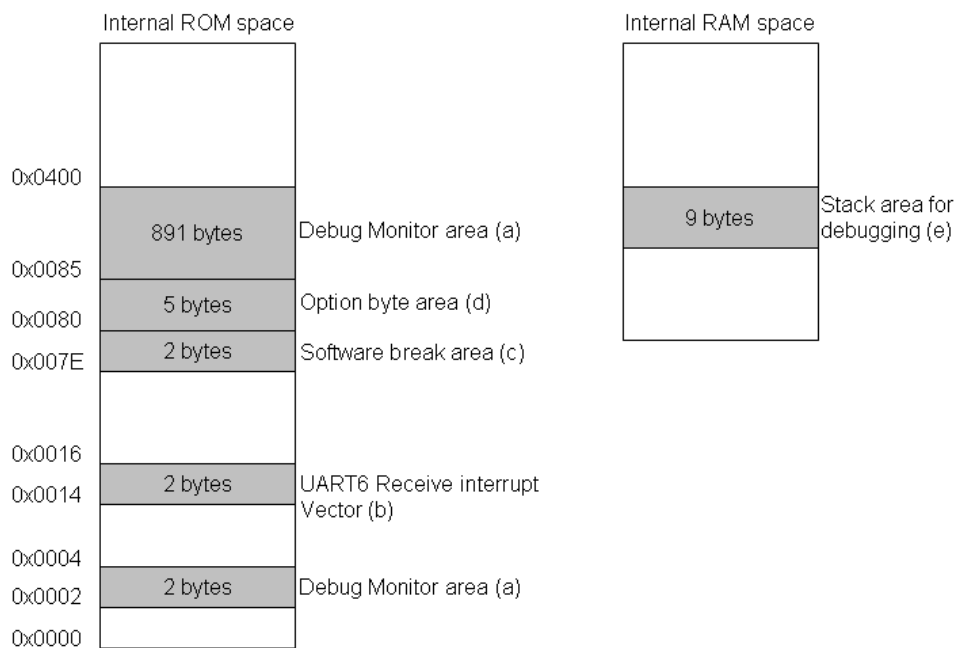 Internal ROM space
Internal RAM space
0x0400
891 bytes
Debug Monitor area (a)
9 bytes
Stack area for
debugging (e)
0x0085
5 bytes
Option byte area (d)
0x0080
2 bytes
Software break area (c)
0x007E
0x0016
2 bytes
UART6 Receive interrupt
Vector (b)
0x0014
0x0004
2 bytes
Debug Monitor area (a)
0x0002
0x0000